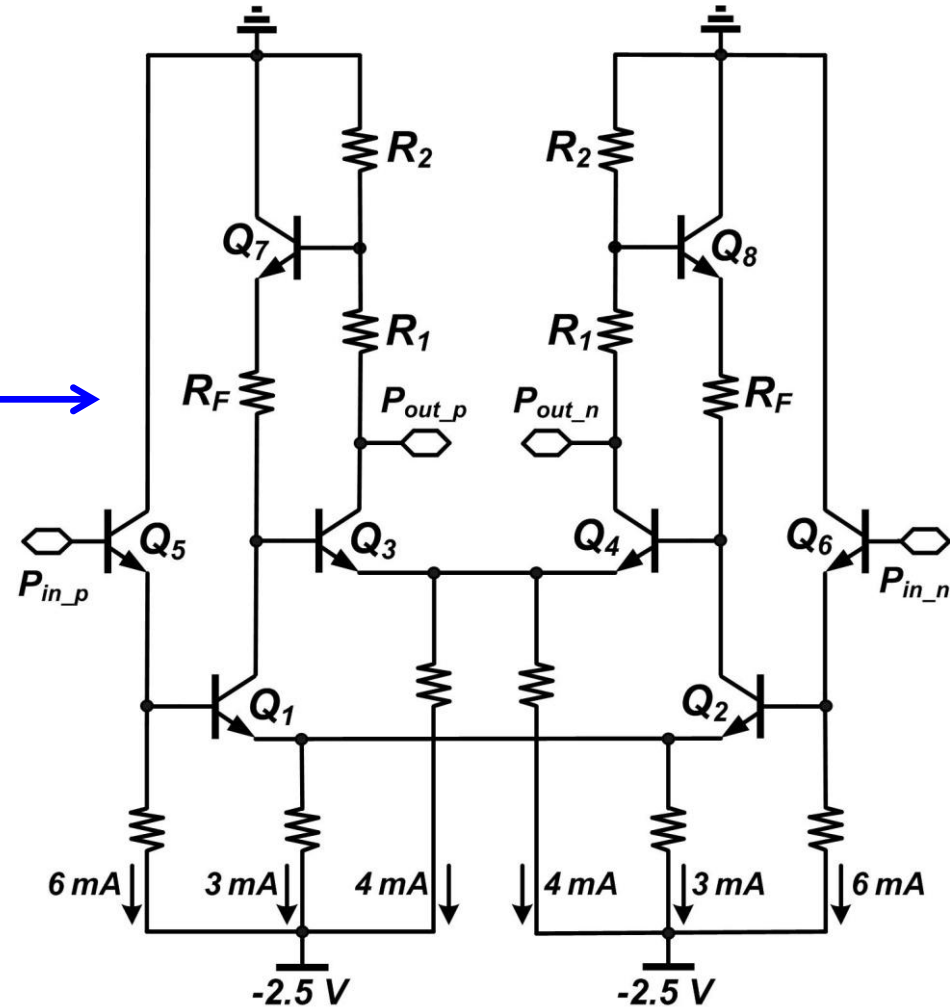 R2 R2
Q7 Q8
R1 R1
RF Pout_p Pout_n RF
Q5 Q3 Q4 Q6
Pin_p Pin_n
Q1 Q2
6 mA 3 mA 4 mA 4 mA 3 mA 6 mA
-2.5 V -2.5 V